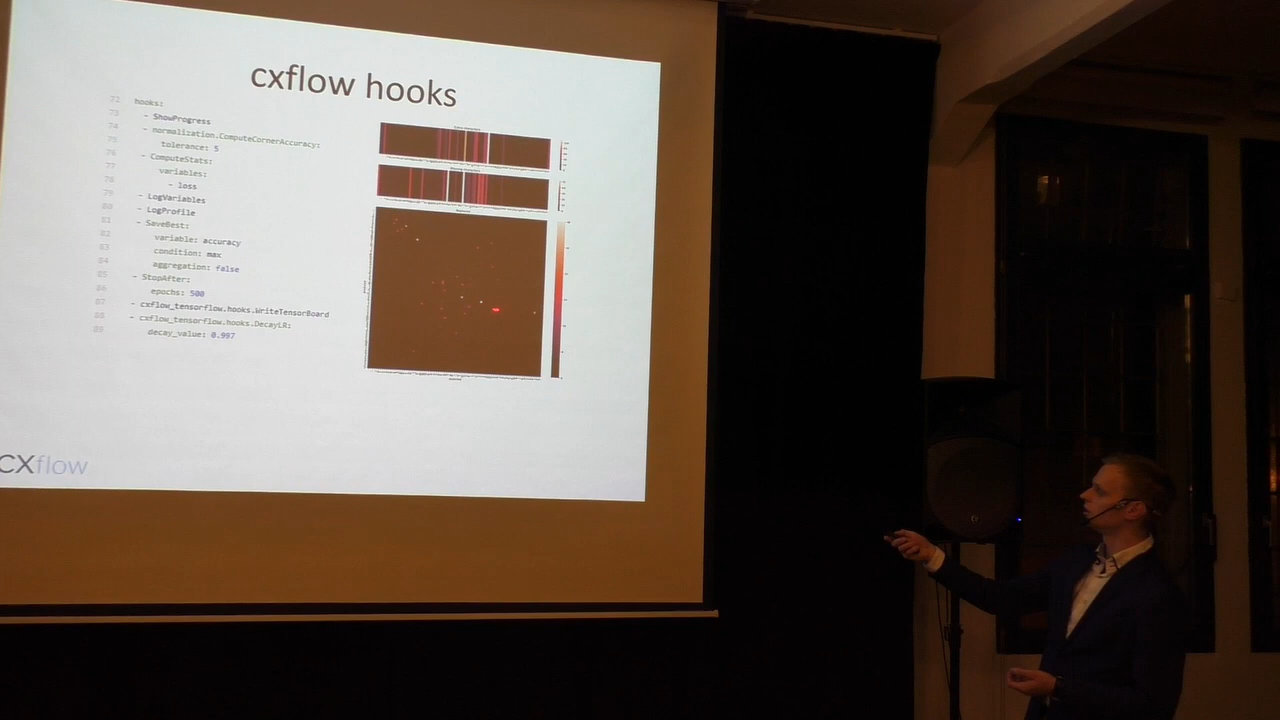 cxflow hooks
72 hooks:
73 - ShowProgress
74 - normalization.ComputeCornerAccuracy:
75 tolerance: 5
76 - ComputeStats:
77 variables:
78 - loss
79 - LogVariables
80 - LogProfile
81 - SaveBest:
82 variable: accuracy
83 condition: max
84 aggregation: false
85 - StopAfter:
86 epochs: 500
87 - cxflow_tensorflow.hooks.WriteTensorBoard
88 - cxflow_tensorflow.hooks.DecayLR:
89 decay_value: 0.997
CXflow